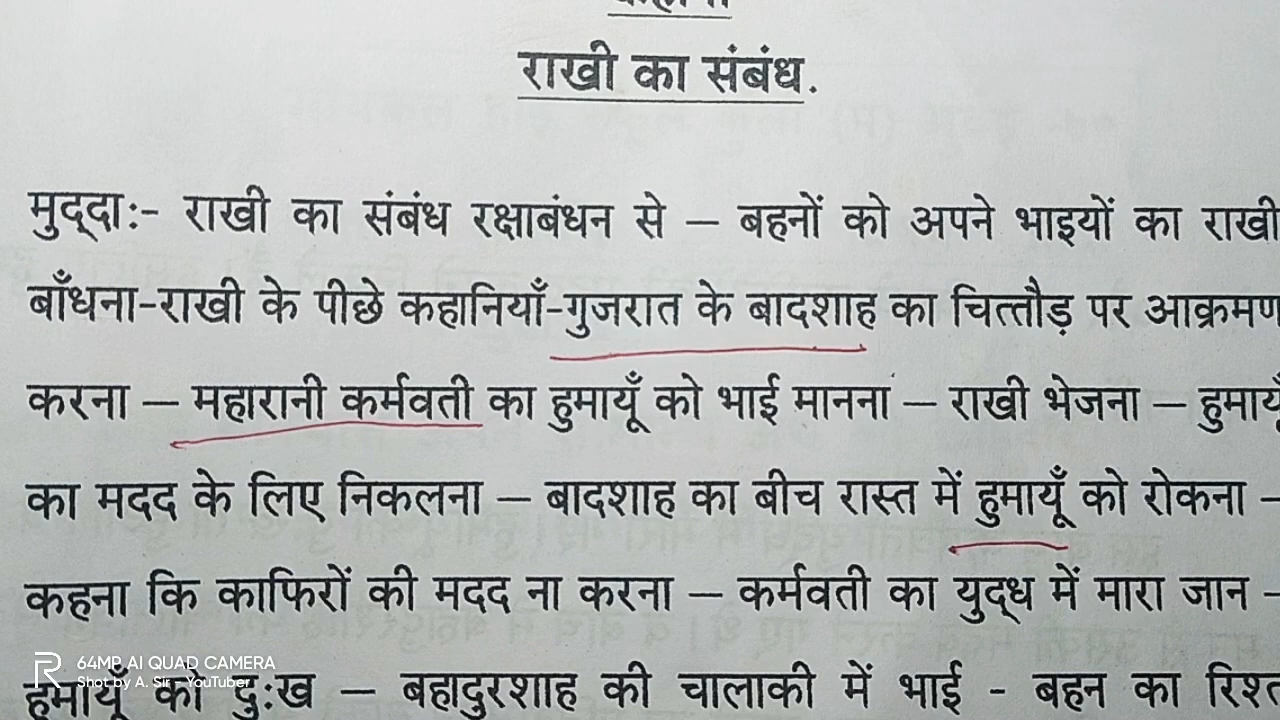 राखी का संबंध.
मुद्दाः- राखी का संबंध रक्षाबंधन से – बहनों को अपने भाइयों का राखी
बाँधना-राखी के पीछे कहानियाँ-गुजरात के बादशाह का चित्तौड़ पर आक्रमण
करना – महारानी कर्मवती का हुमायूँ को भाई मानना – राखी भेजना – हुमायूँ
का मदद के लिए निकलना – बादशाह का बीच रास्त में हुमायूँ को रोकना –
कहना कि काफिरों की मदद ना करना – कर्मवती का युद्ध में मारा जान –
हुमायूँ को दुःख – बहादुरशाह की चालाकी में भाई - बहन का
64MP AI QUAD CAMERA
Shot by A. Sir - YouTuber